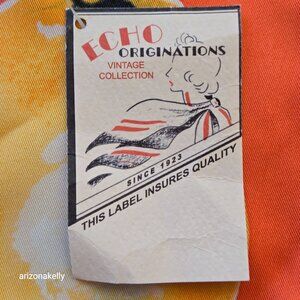 ECHO
ORIGINATIONS
VINTAGE
COLLECTION
SINCE 1923
THIS LABEL INSURES QUALITY
arizonakelly